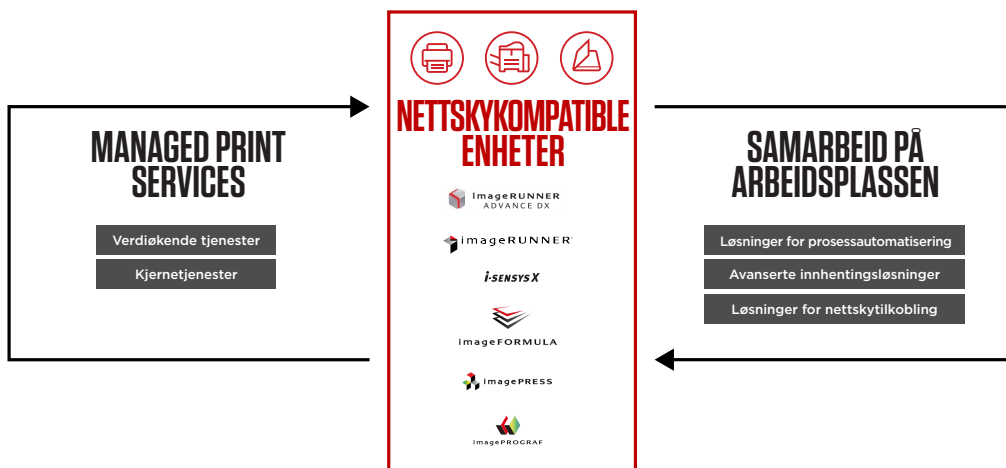 MANAGED PRINT
SERVICES
Verdiøkende tjenester
Kjernetjenester
NETTSKYKOMPATIBLE
ENHETER
imageRUNNER
ADVANCE DX
imageRUNNER
i-SENSYS X
imageFORMULA
imagePRESS
imagePROGRAF
SAMARBEID PÅ
ARBEIDSPLASSEN
Løsninger for prosessautomatisering
Avanserte innhentingsløsninger
Løsninger for nettskytilkobling